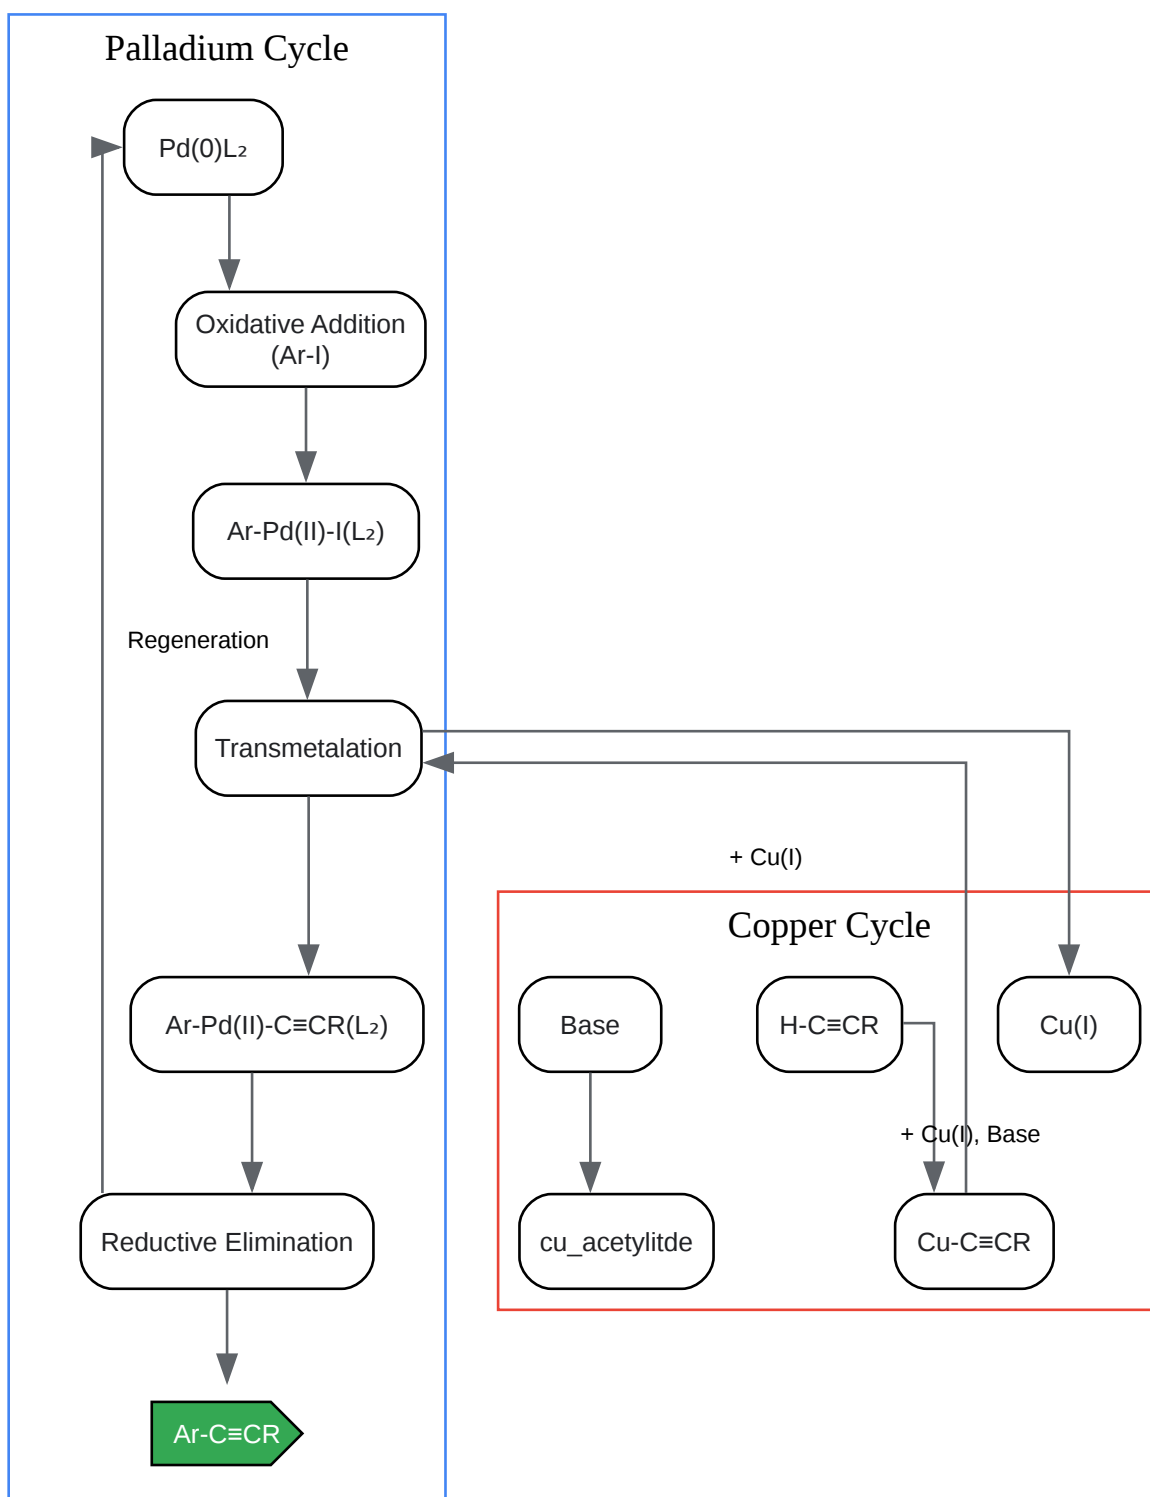 Palladium Cycle
Pd(0)L₂
Oxidative Addition
(Ar-I)
Ar-Pd(II)-I(L₂)
Regeneration
Transmetalation
+ Cu(I)
Copper Cycle
Ar-Pd(II)-C≡CR(L₂)
Base
H-C≡CR
Cu(I)
+ Cu(I), Base
Reductive Elimination
cu_acetylitde
Cu-C≡CR
Ar-C≡CR